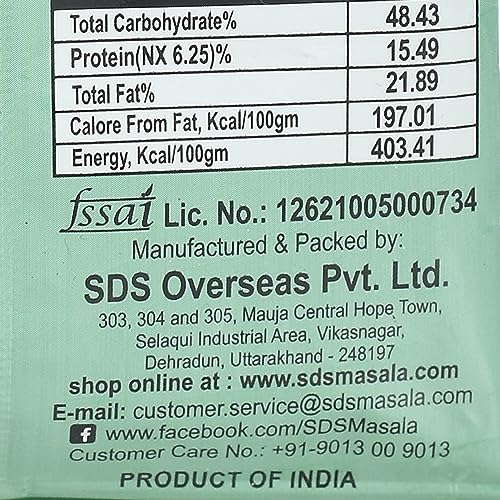 Total Carbohydrate% 48.43
Protein(NX 6.25)% 15.49
Total Fat% 21.89
Calore From Fat, Kcal/100gm 197.01
Energy, Kcal/100gm 403.41
fssai Lic. No.: 12621005000734
Manufactured & Packed by:
SDS Overseas Pvt. Ltd.
303, 304 and 305, Mauja Central Hope Town,
Selaqui Industrial Area, Vikasnagar,
Dehradun, Uttarakhand - 248197
shop online at : www.sdsmasala.com
E-mail: customer.service@sdsmasala.com
f www.facebook.com/SDSMasala
Customer Care No.: +91-9013 00 9013
PRODUCT OF INDIA